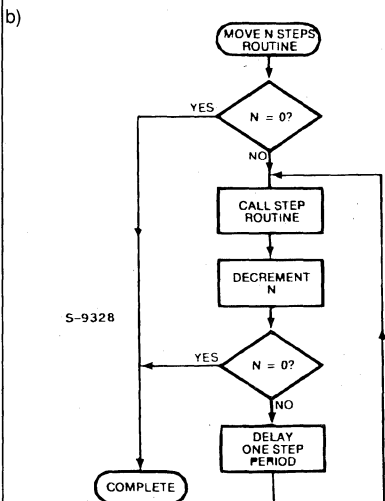 b)
MOVE N STEPS
ROUTINE
YES
N = 0?
NO
CALL STEP
ROUTINE
DECREMENT
N
S-9328
YES
N = 0?
NO
DELAY
ONE STEP
PERIOD
COMPLETE